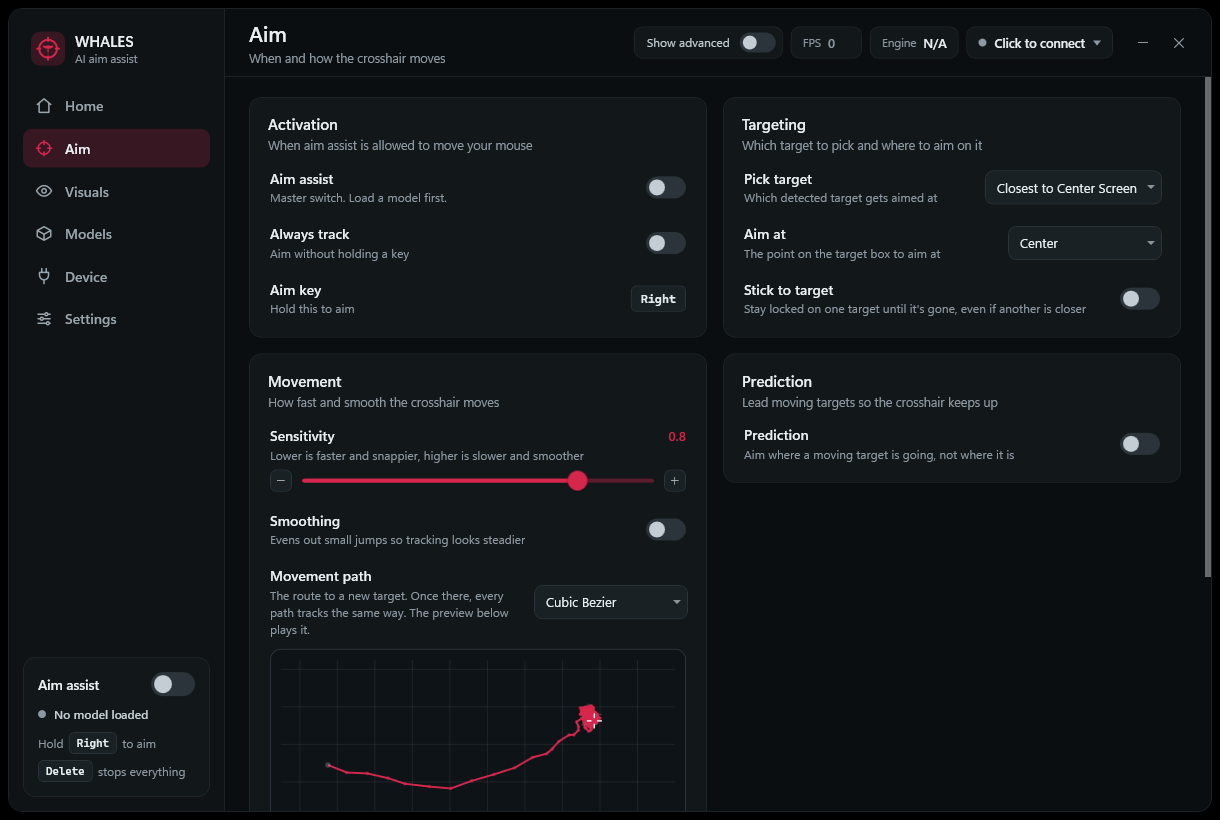 WHALES
AI aim assist
Home
Aim
Visuals
Models
Device
Settings
Aim assist
No model loaded
Hold Right to aim
Delete stops everything
Aim
When and how the crosshair moves
Show advanced
FPS 0
Engine N/A
Click to connect
Activation
When aim assist is allowed to move your mouse
Aim assist
Master switch. Load a model first.
Always track
Aim without holding a key
Aim key
Hold this to aim
Right
Targeting
Which target to pick and where to aim on it
Pick target
Which detected target gets aimed at
Closest to Center Screen
Aim at
The point on the target box to aim at
Center
Stick to target
Stay locked on one target until it's gone, even if another is closer
Movement
How fast and smooth the crosshair moves
Sensitivity
0.8
Lower is faster and snappier, higher is slower and smoother
Smoothing
Evens out small jumps so tracking looks steadier
Movement path
The route to a new target. Once there, every
path tracks the same way. The preview below
plays it.
Cubic Bezier
Prediction
Lead moving targets so the crosshair keeps up
Prediction
Aim where a moving target is going, not where it is